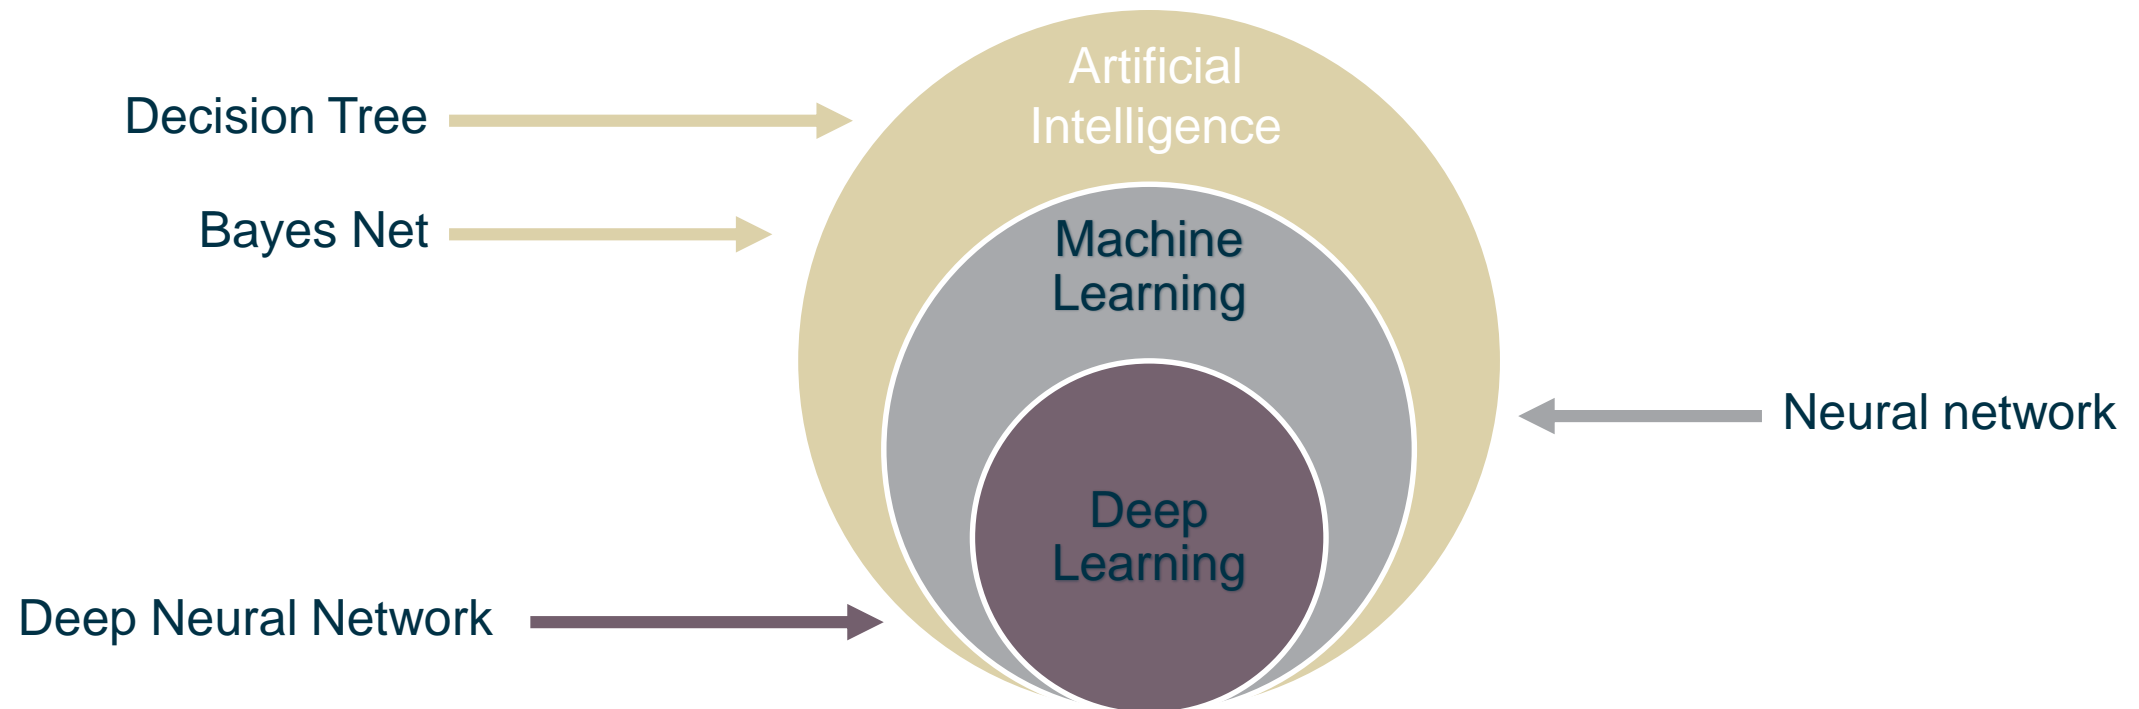 Artificial
Intelligence
Decision Tree
Bayes Net
Machine
Learning
Neural network
Deep
Learning
Deep Neural Network